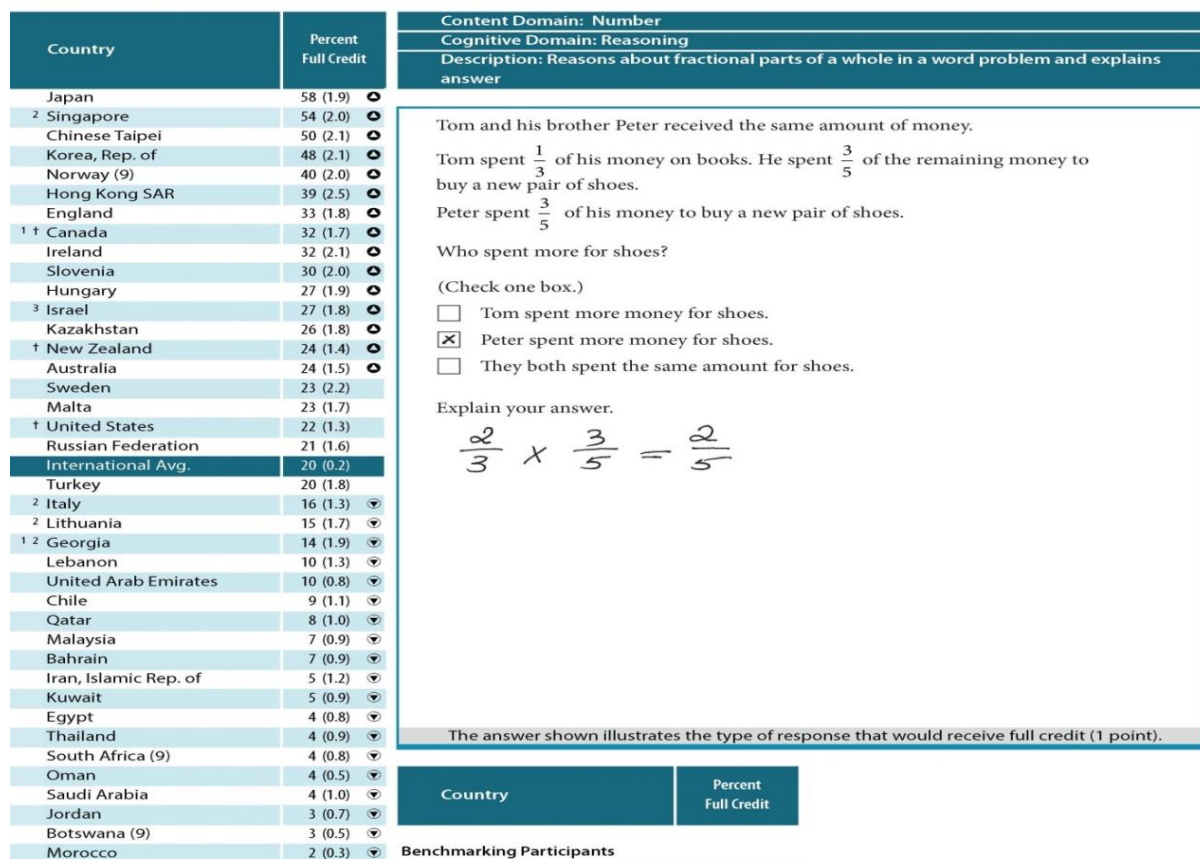 Country
Percent
Full Credit
Japan 58 (1.9)
2 Singapore 54 (2.0)
Chinese Taipei 50 (2.1)
Korea, Rep. of 48 (2.1)
Norway (9) 40 (2.0)
Hong Kong SAR 39 (2.5)
England 33 (1.8)
1 † Canada 32 (1.7)
Ireland 32 (2.1)
Slovenia 30 (2.0)
Hungary 27 (1.9)
3 Israel 27 (1.8)
Kazakhstan 26 (1.8)
† New Zealand 24 (1.4)
Australia 24 (1.5)
Sweden 23 (2.2)
Malta 23 (1.7)
† United States 22 (1.3)
Russian Federation 21 (1.6)
International Avg. 20 (0.2)
Turkey 20 (1.8)
2 Italy 16 (1.3)
2 Lithuania 15 (1.7)
1 2 Georgia 14 (1.9)
Lebanon 10 (1.3)
United Arab Emirates 10 (0.8)
Chile 9 (1.1)
Qatar 8 (1.0)
Malaysia 7 (0.9)
Bahrain 7 (0.9)
Iran, Islamic Rep. of 5 (1.2)
Kuwait 5 (0.9)
Egypt 4 (0.8)
Thailand 4 (0.9)
South Africa (9) 4 (0.8)
Oman 4 (0.5)
Saudi Arabia 4 (1.0)
Jordan 3 (0.7)
Botswana (9) 3 (0.5)
Morocco 2 (0.3)
Content Domain: Number
Cognitive Domain: Reasoning
Description: Reasons about fractional parts of a whole in a word problem and explains
answer
Tom and his brother Peter received the same amount of money.
Tom spent 1/3 of his money on books. He spent 3/5 of the remaining money to
buy a new pair of shoes.
Peter spent 3/5 of his money to buy a new pair of shoes.
Who spent more for shoes?
(Check one box.)
Tom spent more money for shoes.
x Peter spent more money for shoes.
They both spent the same amount for shoes.
Explain your answer.
2/3 x 3/5 = 2/5
The answer shown illustrates the type of response that would receive full credit (1 point).
Country
Percent
Full Credit
Benchmarking Participants